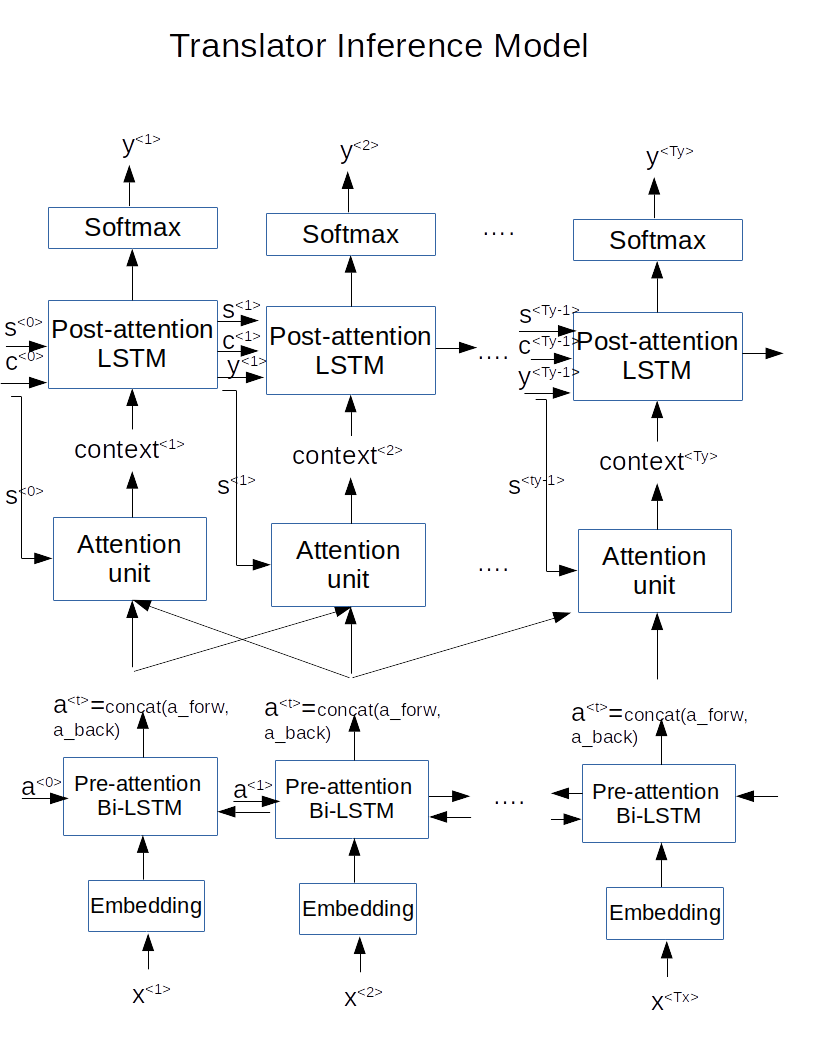 Translator Inference Model
y<1>
y<2>
y<Ty>
Softmax
Softmax
....
Softmax
s<0>
c<0>
Post-attention
LSTM
s<1>
c<1>
y<1>
Post-attention
LSTM
....
s<Ty-1>
c<Ty-1>
y<Ty-1>
Post-attention
LSTM
context<1>
context<2>
context<Ty>
s<0>
s<1>
s<ty-1>
Attention
unit
Attention
unit
....
Attention
unit
a<t>=concat(a_forw,
a_back)
a<t>=concat(a_forw,
a_back)
a<t>=concat(a_forw,
a_back)
a<0>
Pre-attention
Bi-LSTM
a<1>
Pre-attention
Bi-LSTM
....
Pre-attention
Bi-LSTM
Embedding
Embedding
Embedding
x<1>
x<2>
x<Tx>